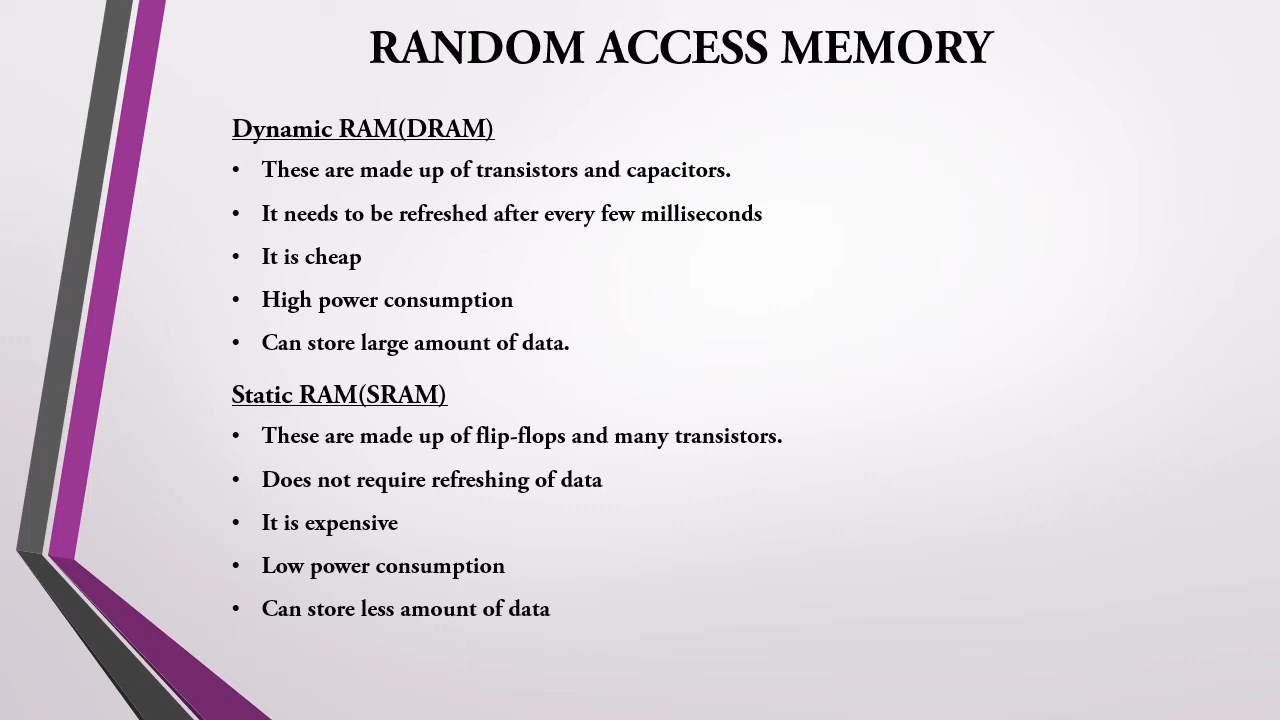 RANDOM ACCESS MEMORY
Dynamic RAM(DRAM)
• These are made up of transistors and capacitors.
• It needs to be refreshed after every few milliseconds
• It is cheap
• High power consumption
• Can store large amount of data.
Static RAM(SRAM)
• These are made up of flip-flops and many transistors.
• Does not require refreshing of data
• It is expensive
• Low power consumption
• Can store less amount of data